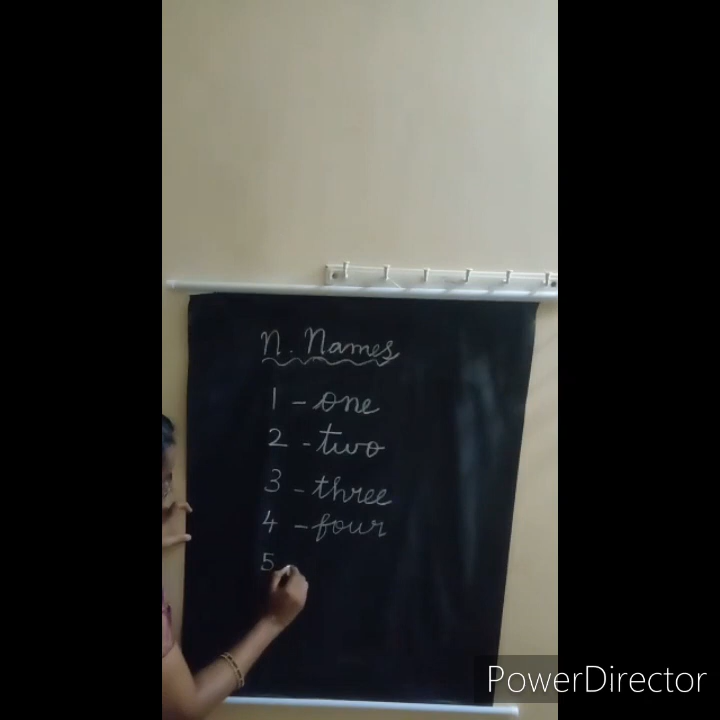 N. Names
1 - one
2 - two
3 - three
4 - four
5
PowerDirector